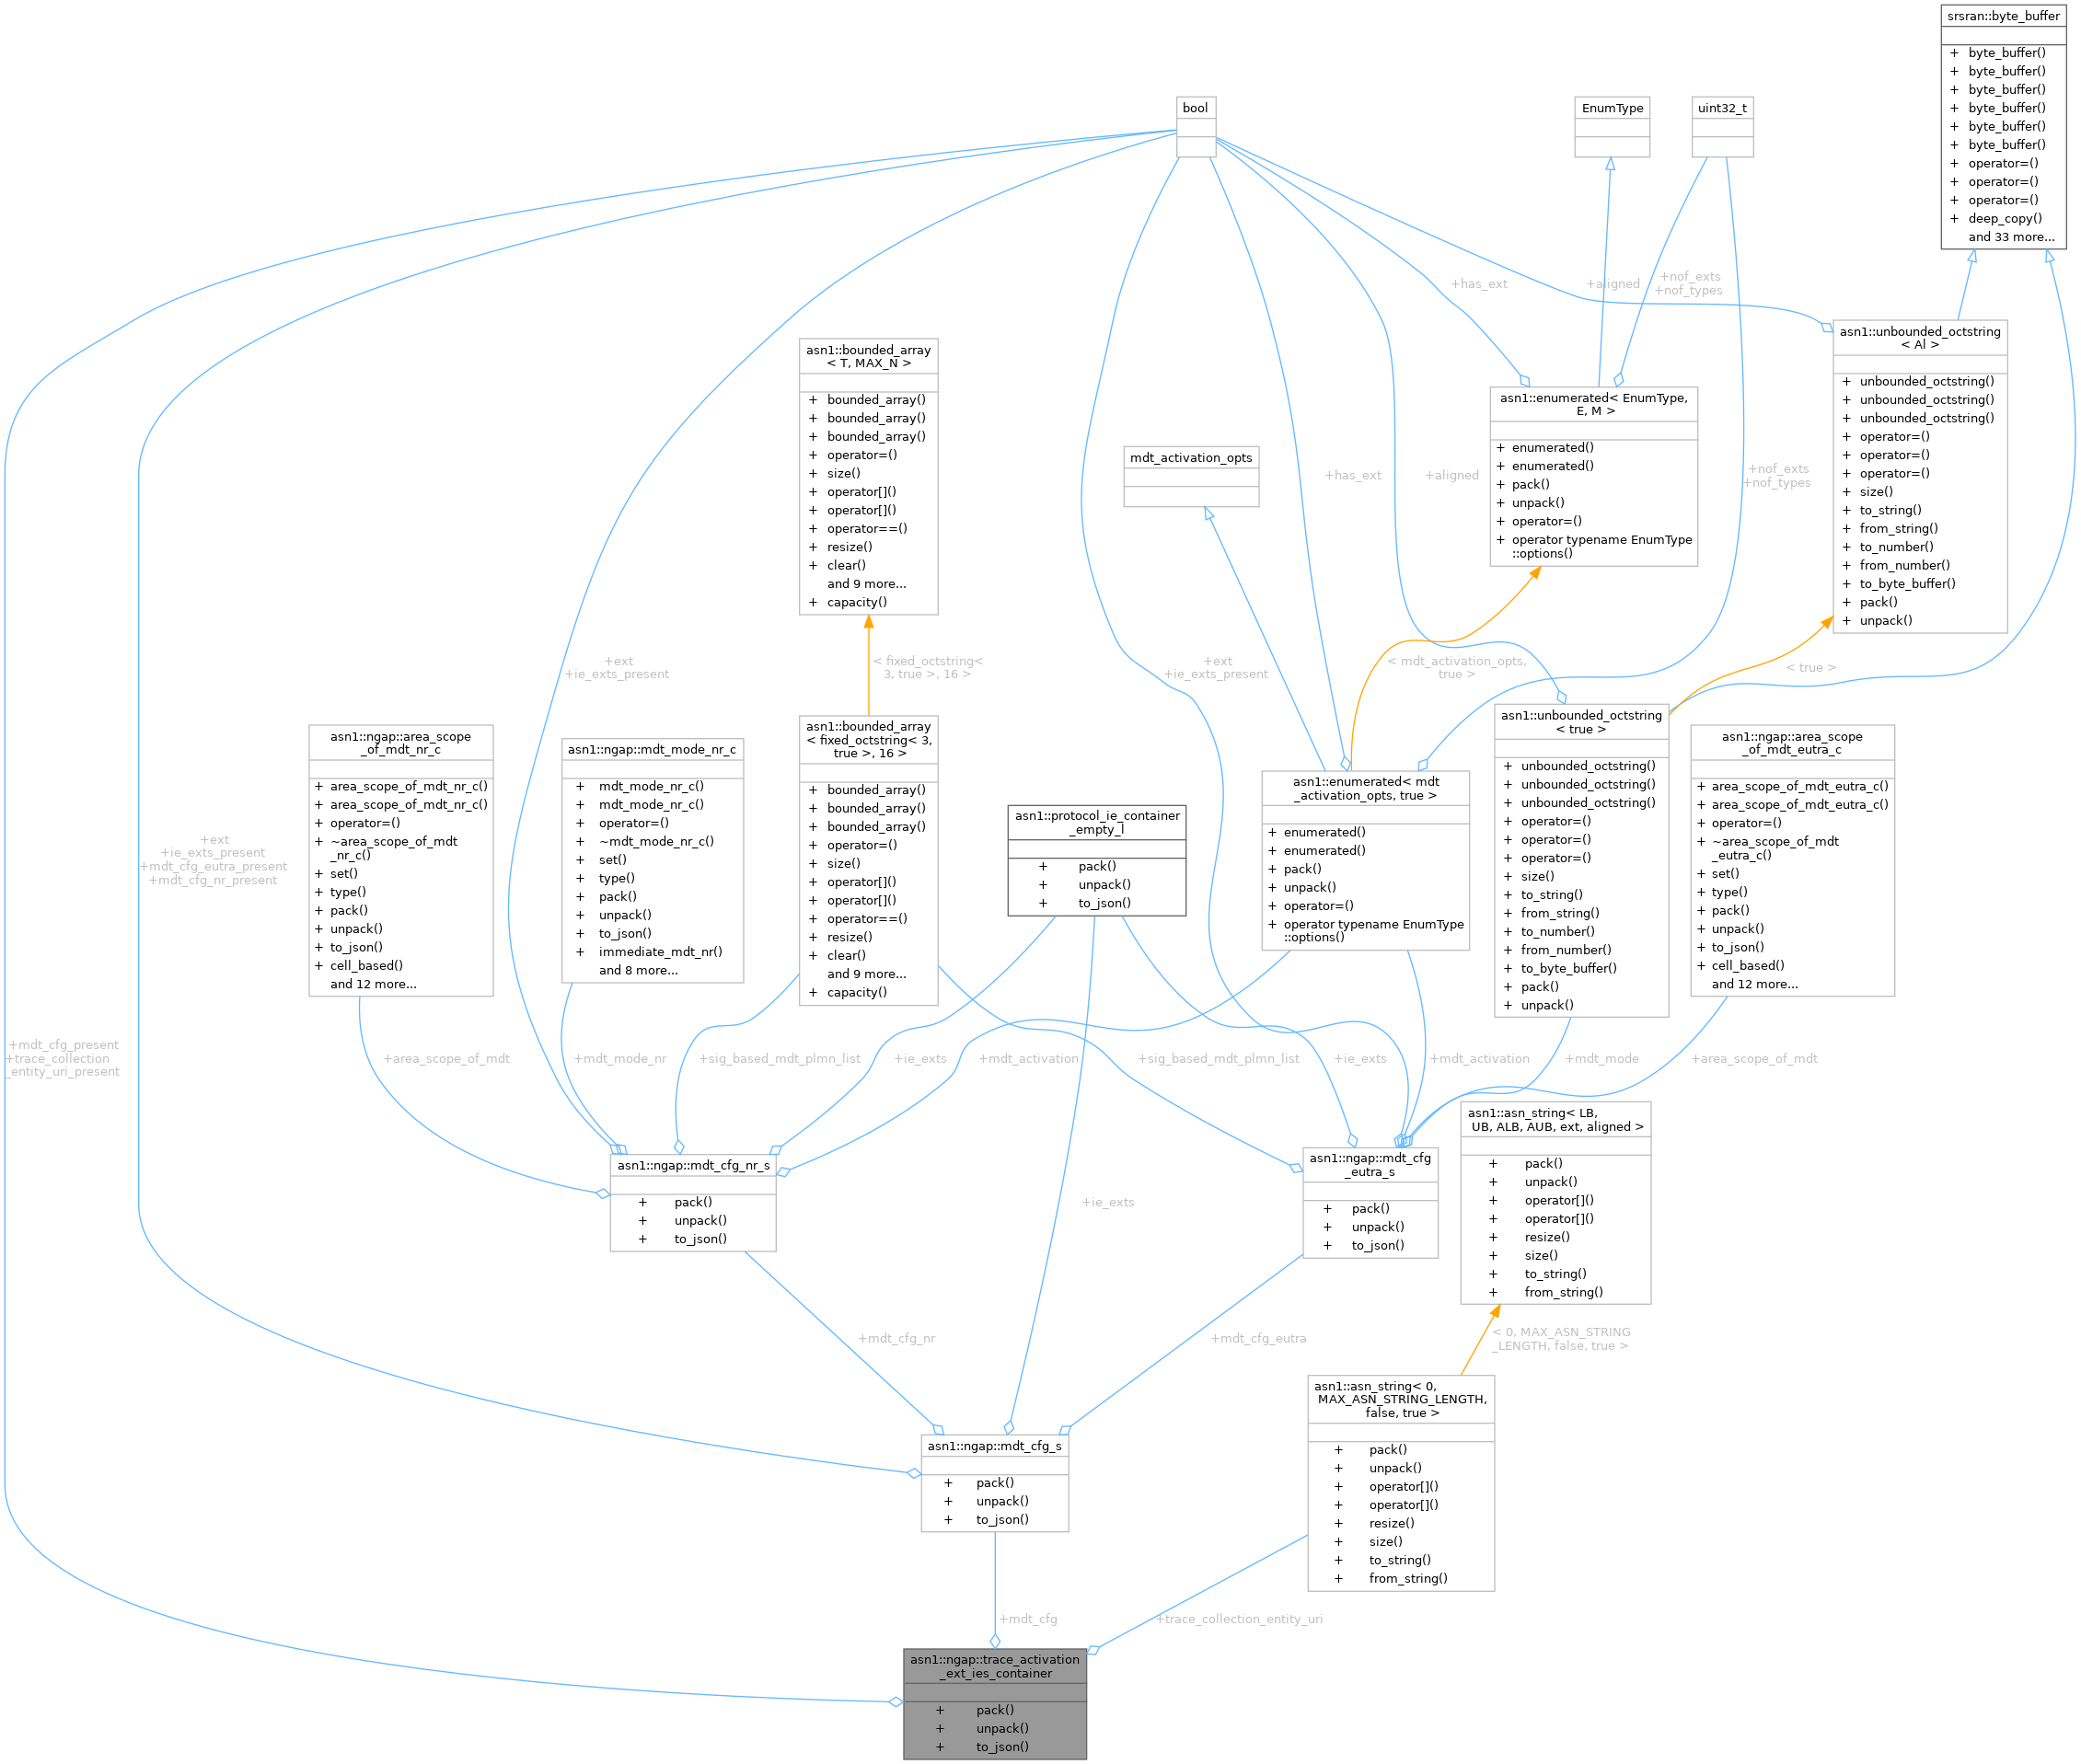 srsran::byte_buffer
+ byte_buffer()
+ byte_buffer()
+ byte_buffer()
+ byte_buffer()
+ byte_buffer()
+ byte_buffer()
+ operator=()
+ operator=()
+ operator=()
+ deep_copy()
and 33 more...
bool
EnumType
uint32_t
+has_ext
+aligned
+nof_exts
+nof_types
asn1::unbounded_octstring
< Al >
+ unbounded_octstring()
+ unbounded_octstring()
+ unbounded_octstring()
+ operator=()
+ operator=()
+ operator=()
+ size()
+ to_string()
+ from_string()
+ to_number()
+ from_number()
+ to_byte_buffer()
+ pack()
+ unpack()
asn1::bounded_array
< T, MAX_N >
+ bounded_array()
+ bounded_array()
+ bounded_array()
+ operator=()
+ size()
+ operator[]()
+ operator[]()
+ operator==()
+ resize()
+ clear()
and 9 more...
+ capacity()
asn1::enumerated< EnumType,
E, M >
+ enumerated()
+ enumerated()
+ pack()
+ unpack()
+ operator=()
+ operator typename EnumType
::options()
mdt_activation_opts
+has_ext
+aligned
+nof_exts
+nof_types
+ext
+ie_exts_present
< fixed_octstring<
3, true >, 16 >
+ext
+ie_exts_present
< mdt_activation_opts,
true >
< true >
asn1::ngap::area_scope
_of_mdt_nr_c
+ area_scope_of_mdt_nr_c()
+ area_scope_of_mdt_nr_c()
+ operator=()
+ ~area_scope_of_mdt
_nr_c()
+ set()
+ type()
+ pack()
+ unpack()
+ to_json()
+ cell_based()
and 12 more...
asn1::ngap::mdt_mode_nr_c
+ mdt_mode_nr_c()
+ mdt_mode_nr_c()
+ operator=()
+ ~mdt_mode_nr_c()
+ set()
+ type()
+ pack()
+ unpack()
+ to_json()
+ immediate_mdt_nr()
and 8 more...
asn1::bounded_array
< fixed_octstring< 3,
true >, 16 >
+ bounded_array()
+ bounded_array()
+ bounded_array()
+ operator=()
+ size()
+ operator[]()
+ operator[]()
+ operator==()
+ resize()
+ clear()
and 9 more...
+ capacity()
asn1::protocol_ie_container
_empty_l
+ pack()
+ unpack()
+ to_json()
asn1::enumerated< mdt
_activation_opts, true >
+ enumerated()
+ enumerated()
+ pack()
+ unpack()
+ operator=()
+ operator typename EnumType
::options()
asn1::unbounded_octstring
< true >
+ unbounded_octstring()
+ unbounded_octstring()
+ unbounded_octstring()
+ operator=()
+ operator=()
+ operator=()
+ size()
+ to_string()
+ from_string()
+ to_number()
+ from_number()
+ to_byte_buffer()
+ pack()
+ unpack()
asn1::ngap::area_scope
_of_mdt_eutra_c
+ area_scope_of_mdt_eutra_c()
+ area_scope_of_mdt_eutra_c()
+ operator=()
+ ~area_scope_of_mdt
_eutra_c()
+ set()
+ type()
+ pack()
+ unpack()
+ to_json()
+ cell_based()
and 12 more...
+ext
+ie_exts_present
+mdt_cfg_eutra_present
+mdt_cfg_nr_present
+mdt_cfg_present
+trace_collection
_entity_uri_present
+area_scope_of_mdt
+mdt_mode_nr
+sig_based_mdt_plmn_list
+ie_exts
+mdt_activation
+sig_based_mdt_plmn_list
+ie_exts
+mdt_activation
+mdt_mode
+area_scope_of_mdt
asn1::ngap::mdt_cfg_nr_s
+ pack()
+ unpack()
+ to_json()
+ie_exts
asn1::ngap::mdt_cfg
_eutra_s
+ pack()
+ unpack()
+ to_json()
asn1::asn_string< LB,
UB, ALB, AUB, ext, aligned >
+ pack()
+ unpack()
+ operator[]()
+ operator[]()
+ resize()
+ size()
+ to_string()
+ from_string()
+mdt_cfg_nr
+mdt_cfg_eutra
< 0, MAX_ASN_STRING
_LENGTH, false, true >
asn1::ngap::mdt_cfg_s
+ pack()
+ unpack()
+ to_json()
asn1::asn_string< 0,
MAX_ASN_STRING_LENGTH,
false, true >
+ pack()
+ unpack()
+ operator[]()
+ operator[]()
+ resize()
+ size()
+ to_string()
+ from_string()
+mdt_cfg
+trace_collection_entity_uri
asn1::ngap::trace_activation
_ext_ies_container
+ pack()
+ unpack()
+ to_json()